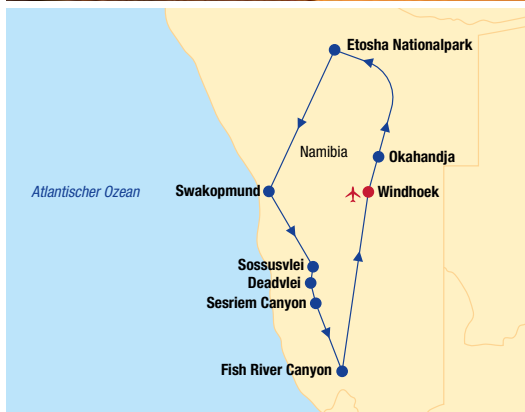 Etosha Nationalpark
Namibia
Okahandja
Atlantischer Ozean
Swakopmund
Windhoek
Sossusvlei
Deadvlei
Sesriem Canyon
Fish River Canyon